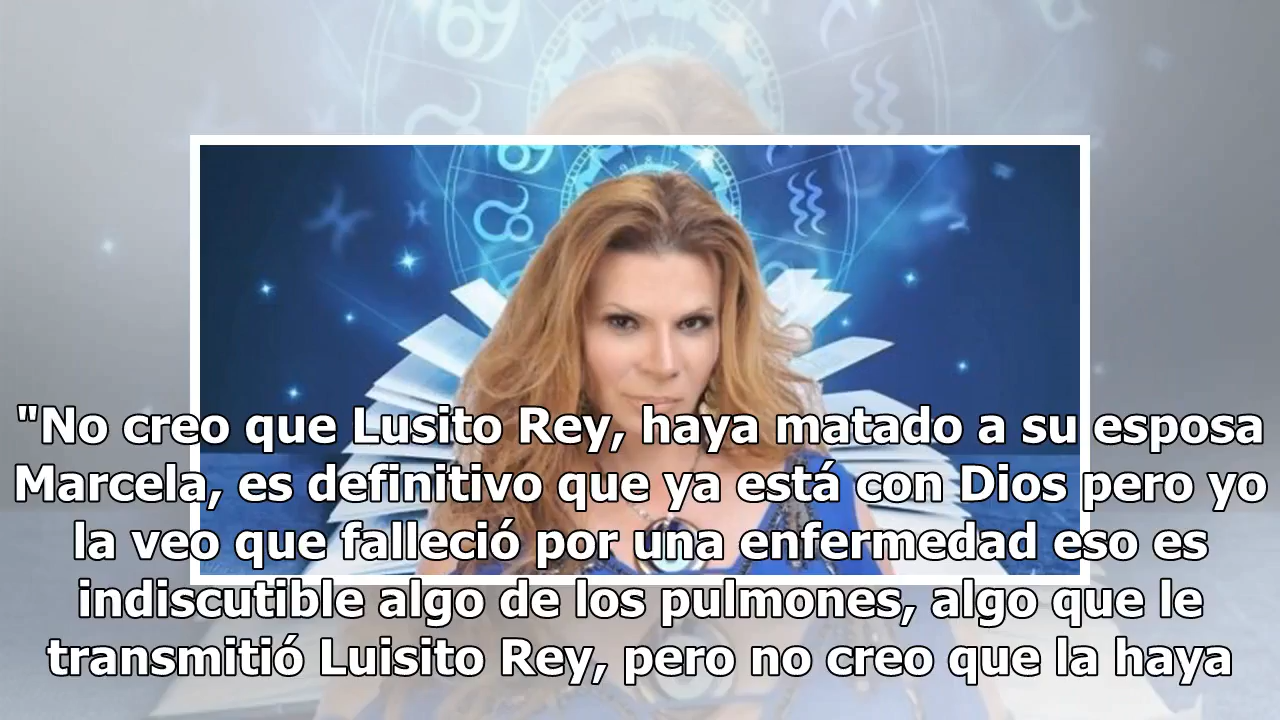 "No creo que Lusito Rey, haya matado a su esposa
Marcela, es definitivo que ya está con Dios pero yo
la veo que falleció por una enfermedad eso es
indiscutible algo de los pulmones, algo que le
transmitió Luisito Rey, pero no creo que la haya